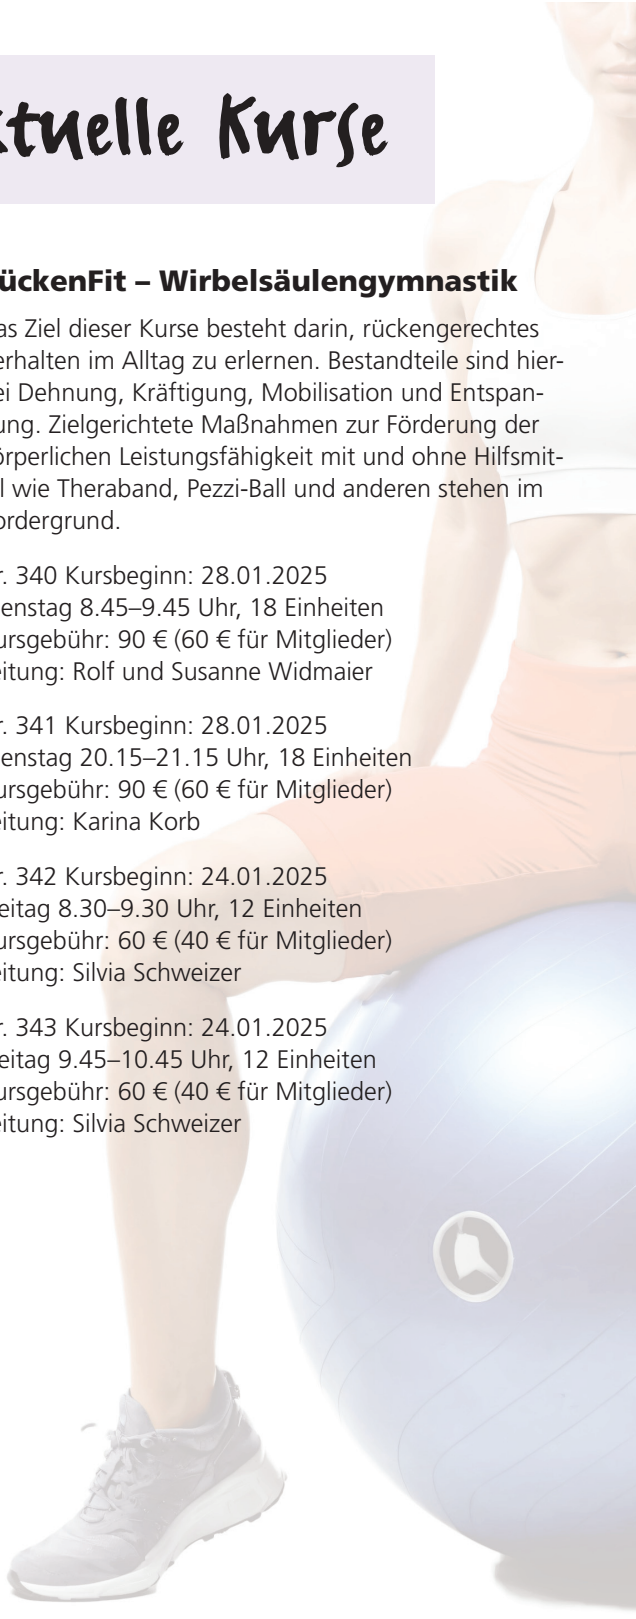 ktuelle Kurse
ückenFit – Wirbelsäulengymnastik
as Ziel dieser Kurse besteht darin, rückengerechtes
erhalten im Alltag zu erlernen. Bestandteile sind hier-
ei Dehnung, Kräftigung, Mobilisation und Entspan-
ung. Zielgerichtete Maßnahmen zur Förderung der
örperlichen Leistungsfähigkeit mit und ohne Hilfsmit-
l wie Theraband, Pezzi-Ball und anderen stehen im
ordergrund.
r. 340 Kursbeginn: 28.01.2025
enstag 8.45–9.45 Uhr, 18 Einheiten
ursgebühr: 90 € (60 € für Mitglieder)
eitung: Rolf und Susanne Widmaier
r. 341 Kursbeginn: 28.01.2025
enstag 20.15–21.15 Uhr, 18 Einheiten
ursgebühr: 90 € (60 € für Mitglieder)
eitung: Karina Korb
r. 342 Kursbeginn: 24.01.2025
eitag 8.30–9.30 Uhr, 12 Einheiten
ursgebühr: 60 € (40 € für Mitglieder)
eitung: Silvia Schweizer
r. 343 Kursbeginn: 24.01.2025
eitag 9.45–10.45 Uhr, 12 Einheiten
ursgebühr: 60 € (40 € für Mitglieder)
eitung: Silvia Schweizer